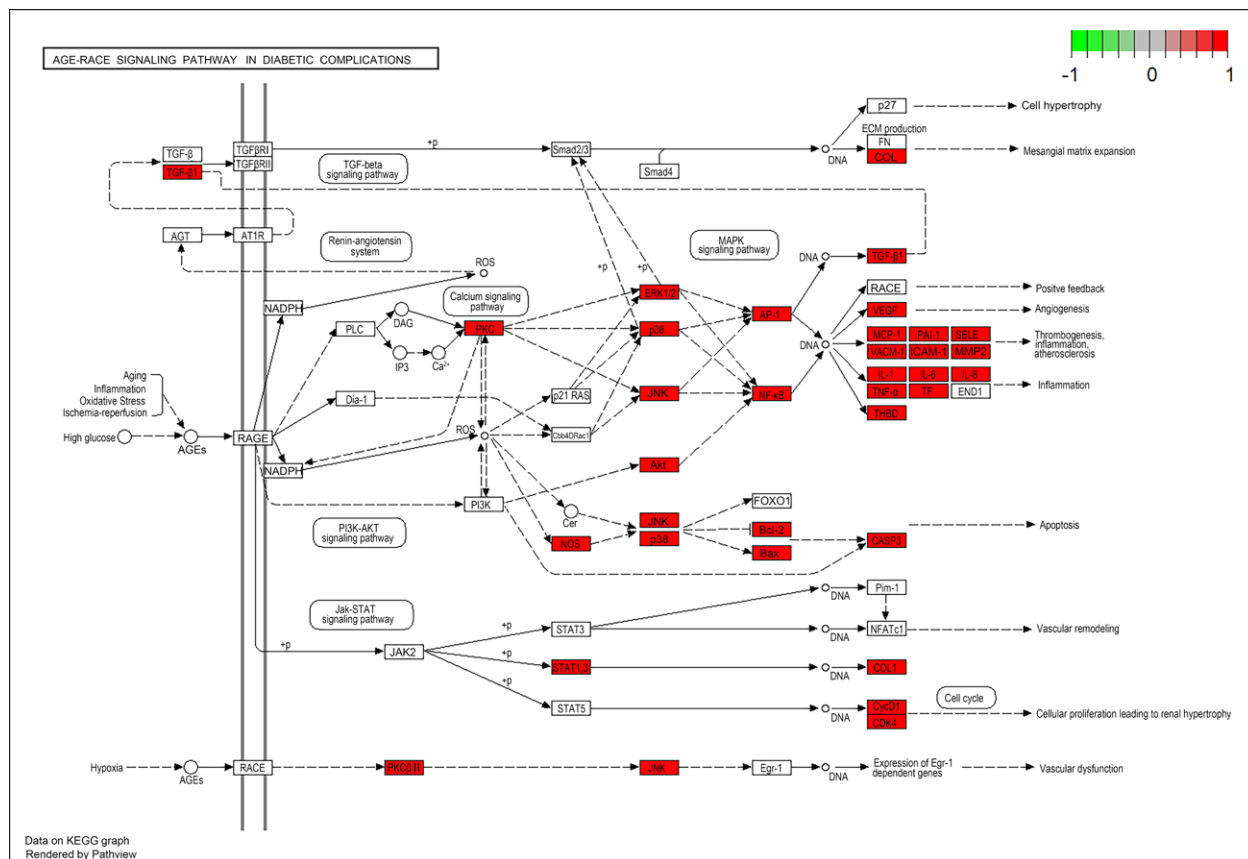 AGE-RACE SIGNALING PATHWAY IN DIABETIC COMPLICATIONS
-1 0 1
p27
Cell hypertrophy
ECM production
FN
COL
DNA
Mesangial matrix expansion
TGF-β
TGF-β1
TGFβRI
TGFβRII
+p
TGF-beta
signaling pathway
Smad2/3
Smad4
AGT
AT1R
Renin-angiotensin
system
MAPK
signaling pathway
ROS
+p
+p
DNA
TGF-β1
NADPH
Calcium signaling
pathway
ERK1/2
RACE
Positve feedback
PLC
DAG
PKC
p38
AP-1
VEGF
Angiogenesis
IP3
Ca2+
DNA
MCP-1 PAI-1 SELE
VACM-1 ICAM-1 MMP2
Thrombogenesis,
inflammation,
atherosclerosis
Aging
Inflammation
Oxidative Stress
Ischemia-reperfusion
Dia-1
p21 RAS
JNK
NF-κB
IL-1 IL-6 IL-8
TNF-α TF END1
Inflammation
THBD
High glucose
AGEs
RAGE
ROS
Cbb4DRac1
NADPH
Akt
PI3K
Cer
FOXO1
PI3K-AKT
signaling pathway
NOS
JNK
p38
Bcl-2
Bax
CASP3
Apoptosis
Jak-STAT
signaling pathway
DNA
Pim-1
+p
JAK2
+p
STAT3
DNA
NFATc1
Vascular remodeling
+p
STAT1,3
DNA
COL1
+p
STAT5
DNA
Cell cycle
CycD1
CDK4
Cellular proliferation leading to renal hypertrophy
Hypoxia
AGEs
RACE
PKCβII
JNK
Egr-1
DNA
Expression of Egr-1
dependent genes
Vascular dysfunction
Data on KEGG graph
Rendered by Pathview